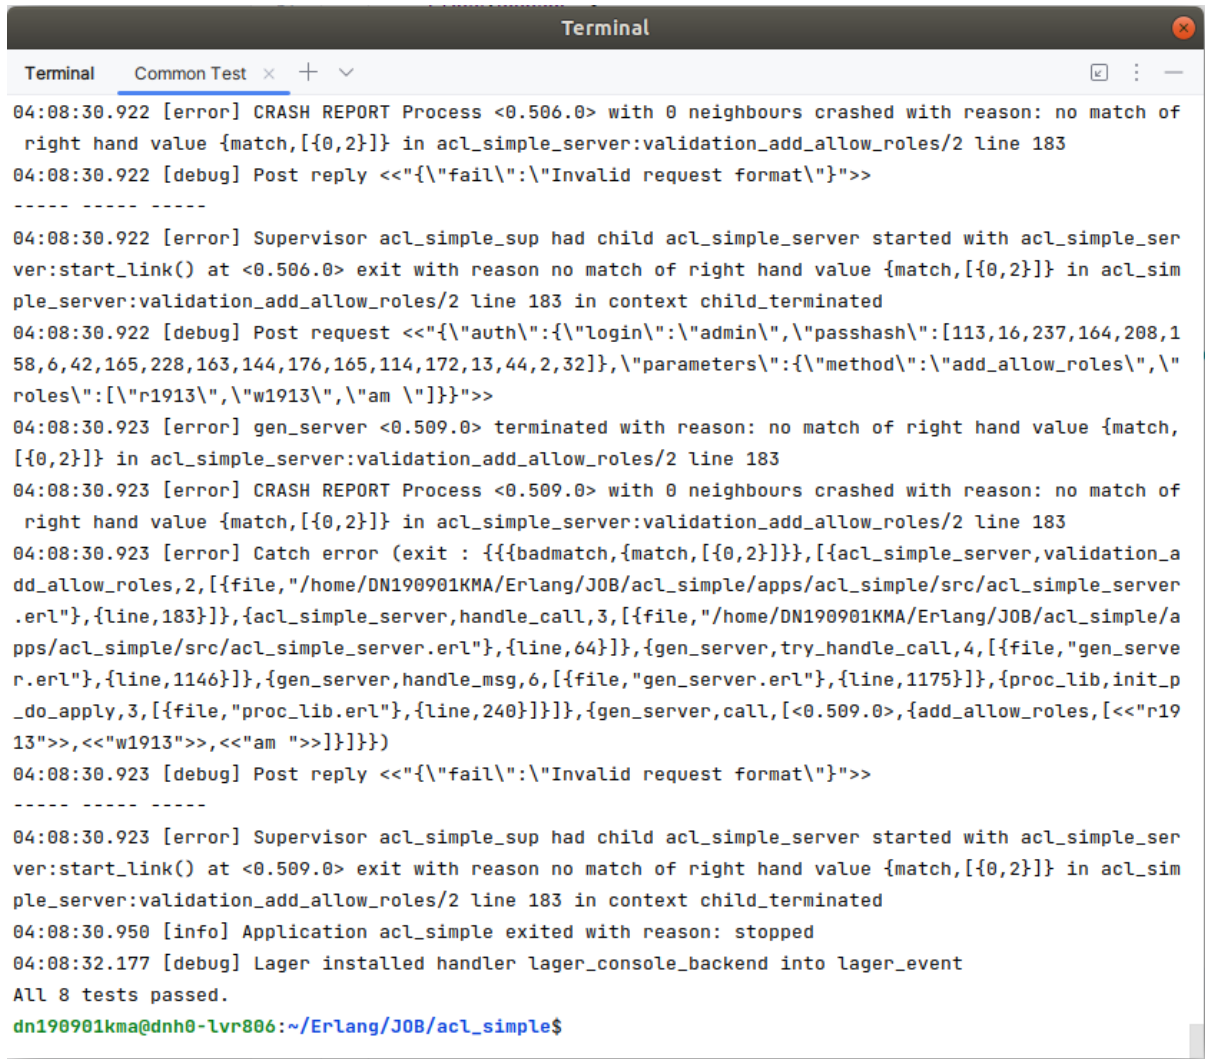 Terminal
Terminal Common Test
04:08:30.922 [error] CRASH REPORT Process <0.506.0> with 0 neighbours crashed with reason: no match of
 right hand value {match,[{0,2}]} in acl_simple_server:validation_add_allow_roles/2 line 183
04:08:30.922 [debug] Post reply <<"{\"fail\":\"Invalid request format\"}">>
----- ----- -----
04:08:30.922 [error] Supervisor acl_simple_sup had child acl_simple_server started with acl_simple_ser
ver:start_link() at <0.506.0> exit with reason no match of right hand value {match,[{0,2}]} in acl_sim
ple_server:validation_add_allow_roles/2 line 183 in context child_terminated
04:08:30.922 [debug] Post request <<"{\"auth\":{\"login\":\"admin\",\"passhash\":[113,16,237,164,208,1
58,6,42,165,228,163,144,176,165,114,172,13,44,2,32]},\"parameters\":{\"method\":\"add_allow_roles\",\"
roles\":[\"r1913\",\"w1913\",\"am \"]}}">>
04:08:30.923 [error] gen_server <0.509.0> terminated with reason: no match of right hand value {match,
[{0,2}]} in acl_simple_server:validation_add_allow_roles/2 line 183
04:08:30.923 [error] CRASH REPORT Process <0.509.0> with 0 neighbours crashed with reason: no match of
 right hand value {match,[{0,2}]} in acl_simple_server:validation_add_allow_roles/2 line 183
04:08:30.923 [error] Catch error (exit : {{{badmatch,{match,[{0,2}]}},[{acl_simple_server,validation_a
dd_allow_roles,2,[{file,"/home/DN190901KMA/Erlang/JOB/acl_simple/apps/acl_simple/src/acl_simple_server
.erl"},{line,183}]},{acl_simple_server,handle_call,3,[{file,"/home/DN190901KMA/Erlang/JOB/acl_simple/a
pps/acl_simple/src/acl_simple_server.erl"},{line,64}]},{gen_server,try_handle_call,4,[{file,"gen_serve
r.erl"},{line,1146}]},{gen_server,handle_msg,6,[{file,"gen_server.erl"},{line,1175}]},{proc_lib,init_p
_do_apply,3,[{file,"proc_lib.erl"},{line,240}]}]},{gen_server,call,[<0.509.0>,{add_allow_roles,[<<"r19
13">>,<<"w1913">>,<<"am ">>]}]}})
04:08:30.923 [debug] Post reply <<"{\"fail\":\"Invalid request format\"}">>
----- ----- -----
04:08:30.923 [error] Supervisor acl_simple_sup had child acl_simple_server started with acl_simple_ser
ver:start_link() at <0.509.0> exit with reason no match of right hand value {match,[{0,2}]} in acl_sim
ple_server:validation_add_allow_roles/2 line 183 in context child_terminated
04:08:30.950 [info] Application acl_simple exited with reason: stopped
04:08:32.177 [debug] Lager installed handler lager_console_backend into lager_event
All 8 tests passed.
dn190901kma@dnh0-lvr806:~/Erlang/JOB/acl_simple$